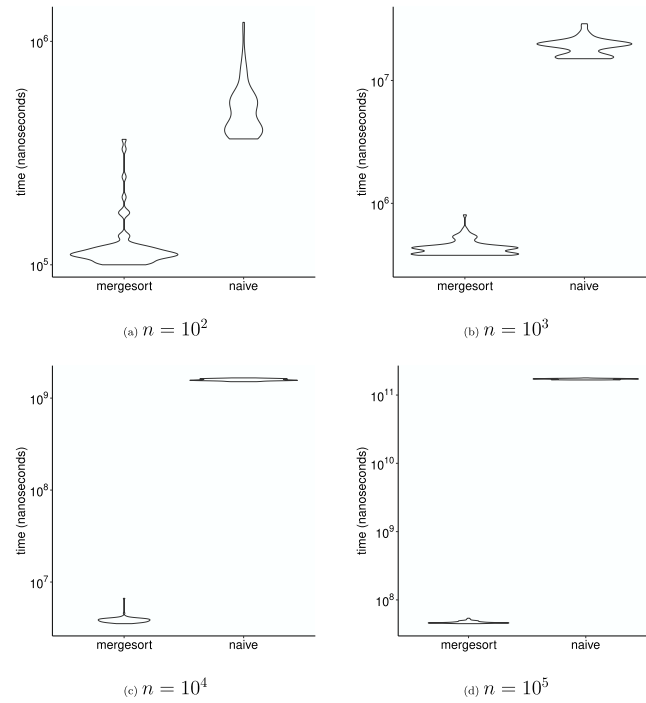 time (nanoseconds)
10⁶
10⁵
mergesort naive
(a) n = 10²
time (nanoseconds)
10⁷
10⁶
mergesort naive
(b) n = 10³
time (nanoseconds)
10⁹
10⁸
10⁷
mergesort naive
(c) n = 10⁴
time (nanoseconds)
10¹¹
10¹⁰
10⁹
10⁸
mergesort naive
(d) n = 10⁵